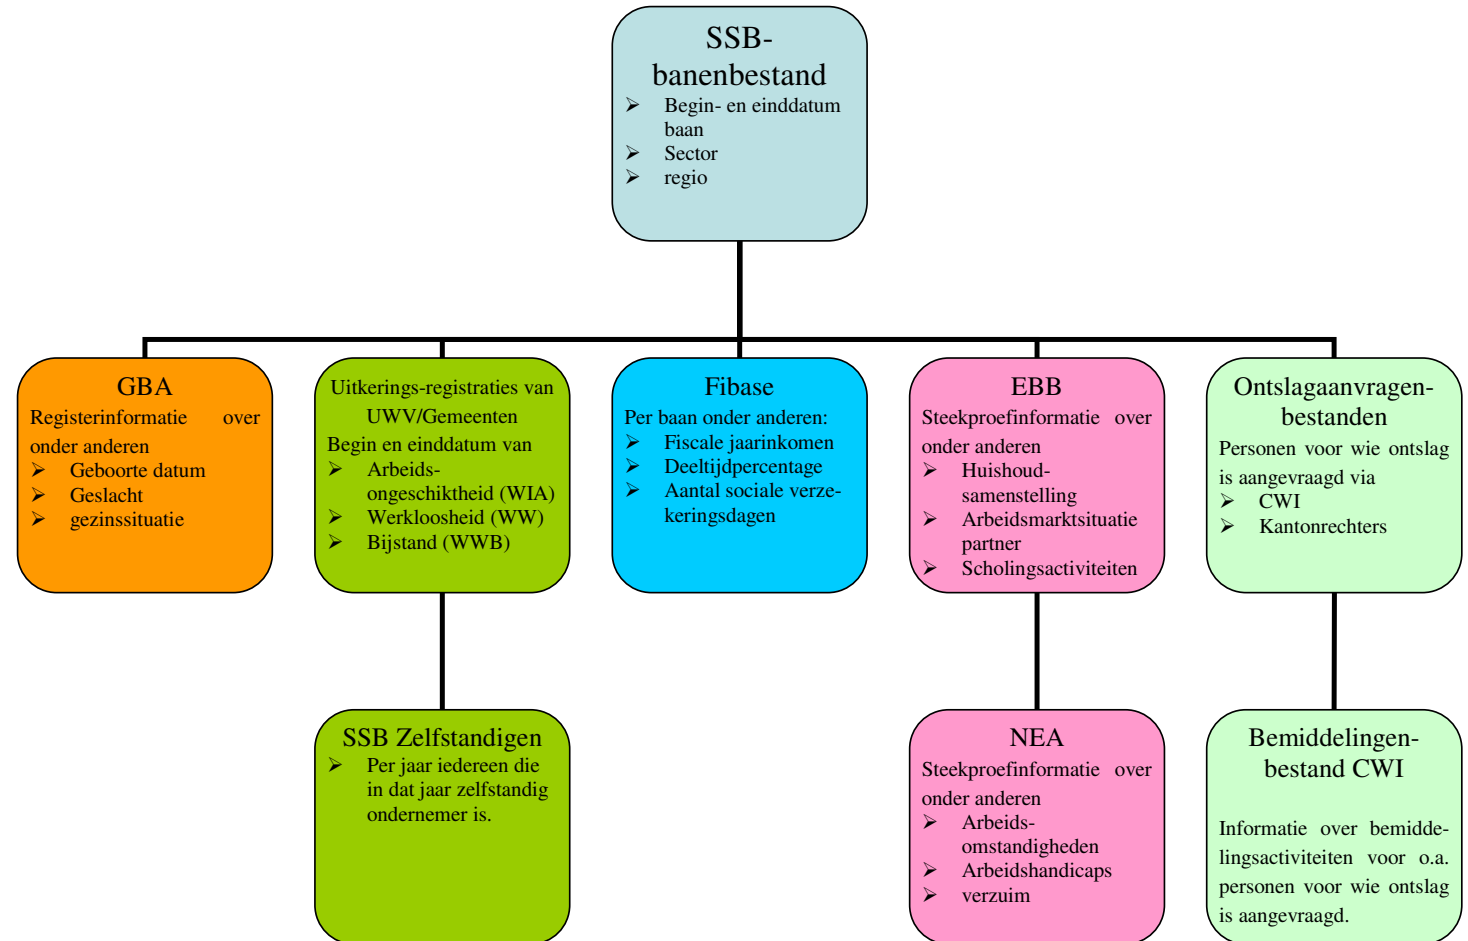 SSB-
banenbestand
➢ Begin- en einddatum
baan
➢ Sector
➢ regio
GBA
Registerinformatie over
onder anderen
➢ Geboorte datum
➢ Geslacht
➢ gezinssituatie
Uitkerings-registraties van
UWV/Gemeenten
Begin en einddatum van
➢ Arbeids-
ongeschiktheid (WIA)
➢ Werkloosheid (WW)
➢ Bijstand (WWB)
Fibase
Per baan onder anderen:
➢ Fiscale jaarinkomen
➢ Deeltijdpercentage
➢ Aantal sociale verze-
keringsdagen
EBB
Steekproefinformatie over
onder anderen
➢ Huishoud-
samenstelling
➢ Arbeidsmarktsituatie
partner
➢ Scholingsactiviteiten
Ontslagaanvragen-
bestanden
Personen voor wie ontslag
is aangevraagd via
➢ CWI
➢ Kantonrechters
SSB Zelfstandigen
➢ Per jaar iedereen die
in dat jaar zelfstandig
ondernemer is.
NEA
Steekproefinformatie over
onder anderen
➢ Arbeids-
omstandigheden
➢ Arbeidshandicaps
➢ verzuim
Bemiddelingen-
bestand CWI
Informatie over bemidde-
lingsactiviteiten voor o.a.
personen voor wie ontslag
is aangevraagd.